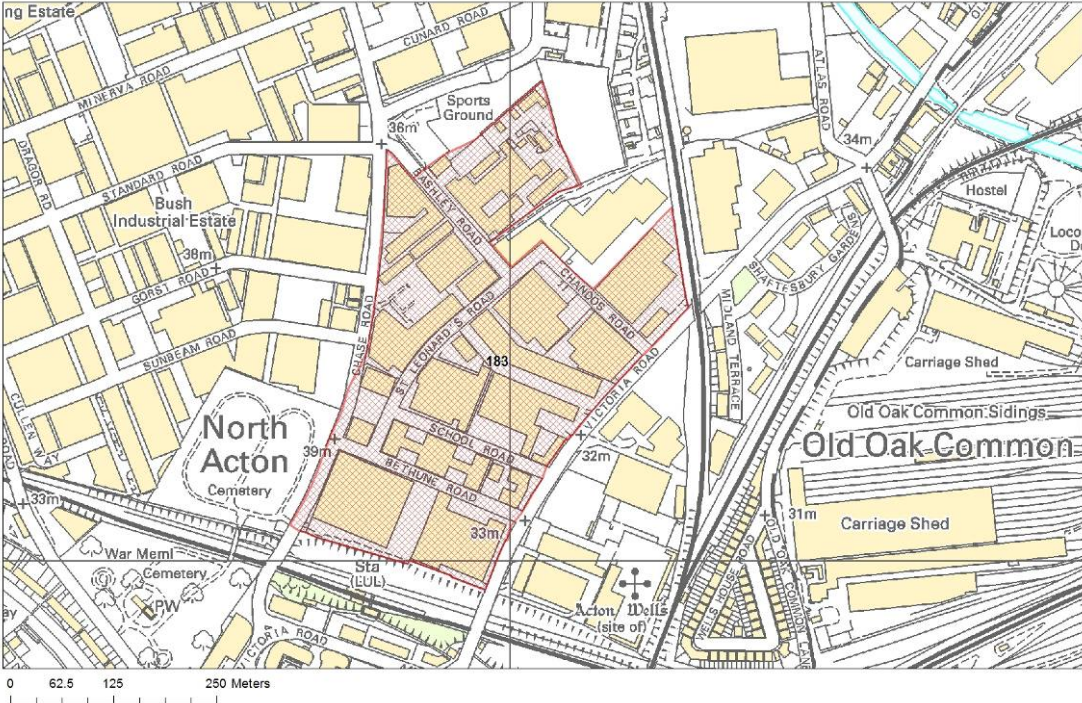 ng Estate
CUNARD ROAD
MINERVA ROAD
Sports
Ground
ATLAS ROAD
36m
34m
DRAGOR RD
STANDARD ROAD
BASHLEY ROAD
Hostel
Bush
Industrial Estate
Loco
D
38m
GORST ROAD
SHAFTESBURY GARDENS
CHANDOS ROAD
ST LEONARD'S ROAD
CHASE ROAD
SUNBEAM ROAD
MIDLAND TERRACE
183
VICTORIA ROAD
Carriage Shed
CULLEN WAY
Old Oak Common Sidings
North
Acton
SCHOOL ROAD
Old Oak Common
39m
32m
BETHUNE ROAD
Cemetery
ROAD
33m
31m
33m
Carriage Shed
War Meml
Cemetery
Sta
(LUL)
WELLS HOUSE ROAD
OLD OAK COMMON LANE
PW
Acton Wells
(site of)
ay
VICTORIA ROAD
0 62.5 125 250 Meters